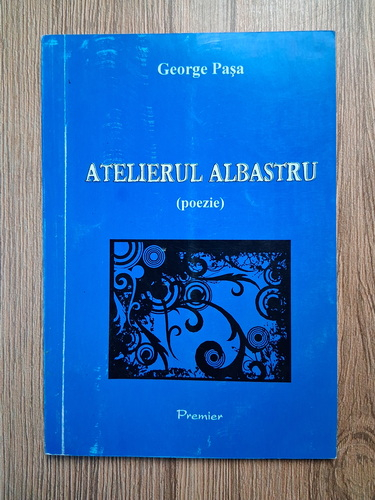 George Pașa
ATELIERUL ALBASTRU
(poezie)
Premier